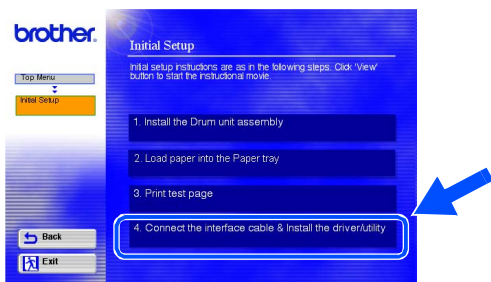 brother.
Initial Setup
Initial setup instructions are as in the following steps. Click 'View'
button to start the instructional movie.
Top Menu
Initial Setup
1. Install the Drum unit assembly
2. Load paper into the Paper tray
3. Print test page
4. Connect the interface cable & Install the driver/utility
Back
Exit